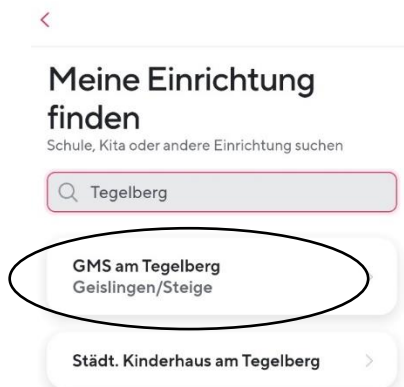 Meine Einrichtung
finden
Schule, Kita oder andere Einrichtung suchen
Tegelberg
GMS am Tegelberg
Geislingen/Steige
Städt. Kinderhaus am Tegelberg